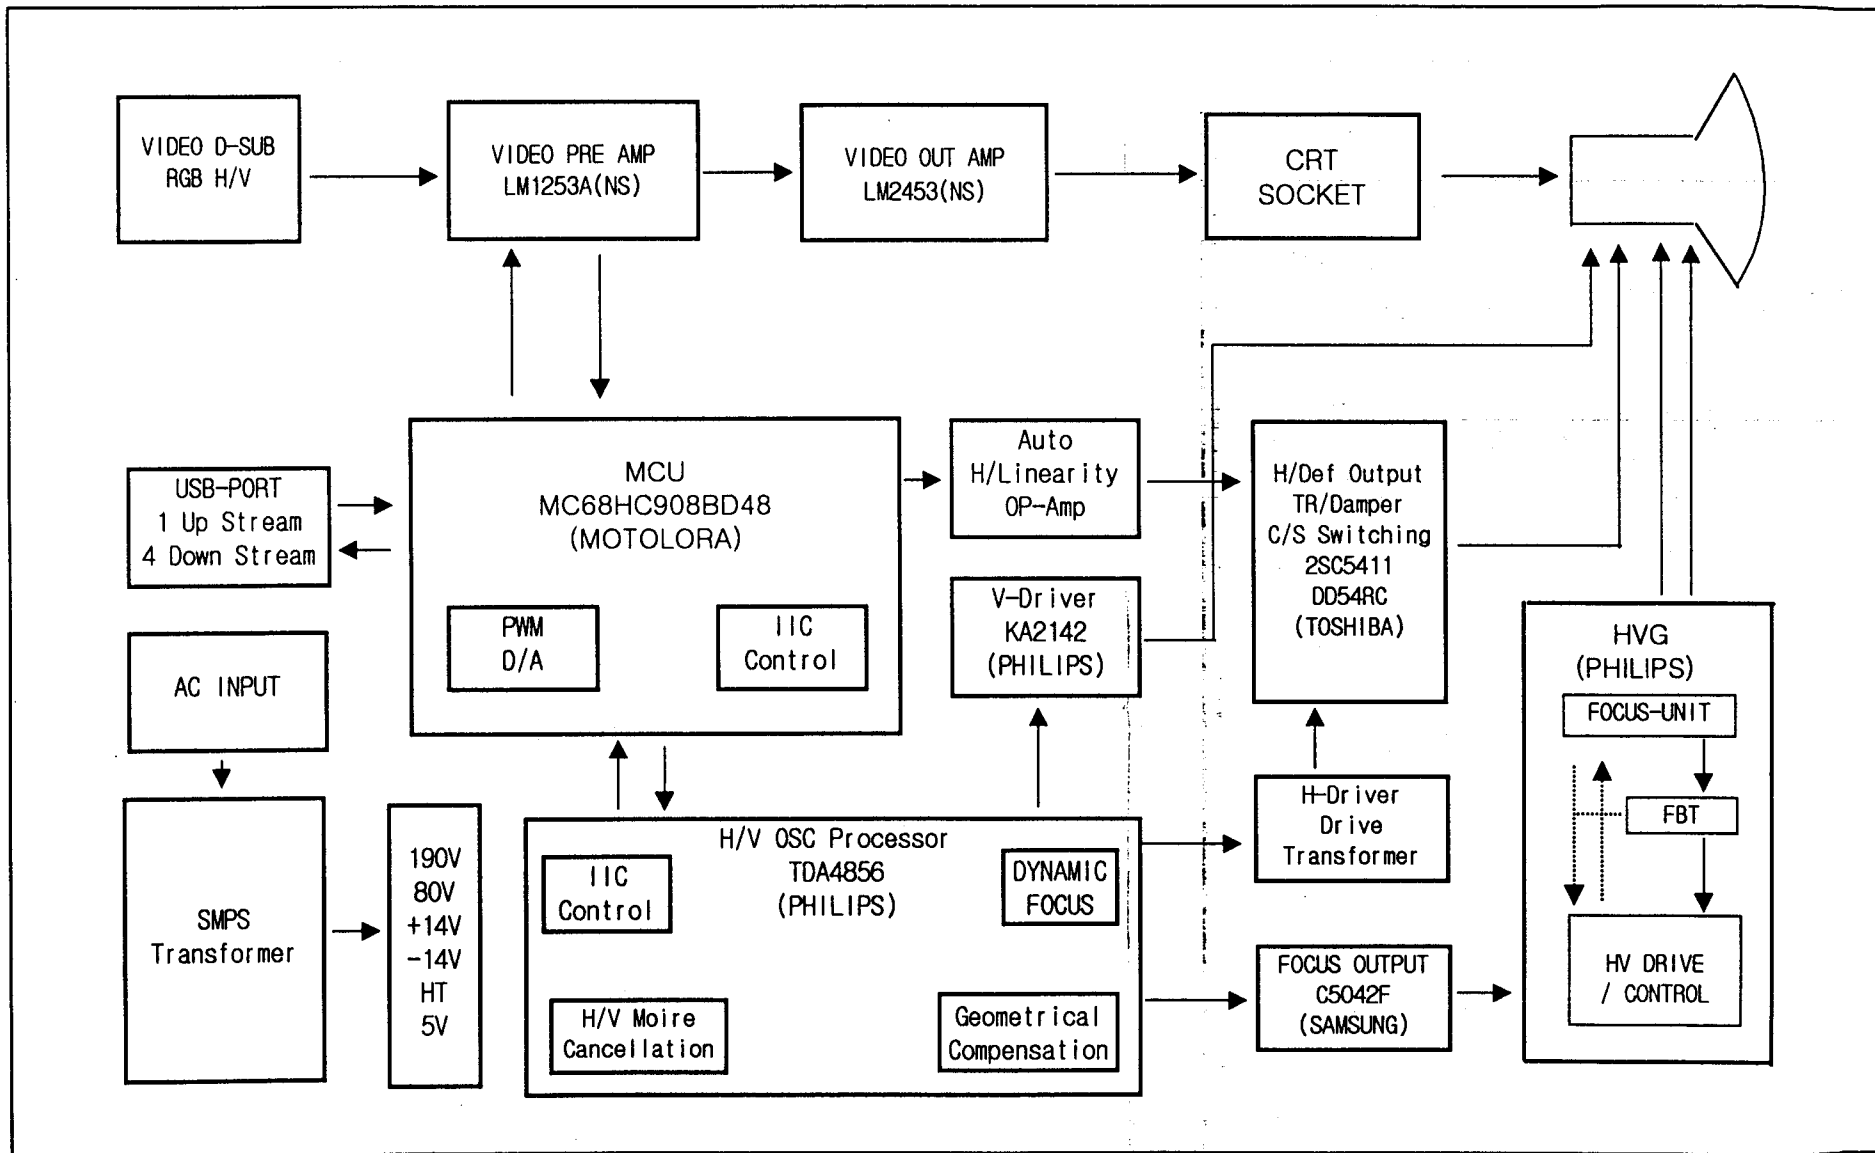 VIDEO D-SUB
RGB H/V
VIDEO PRE AMP
LM1253A(NS)
VIDEO OUT AMP
LM2453(NS)
CRT
SOCKET
USB-PORT
1 Up Stream
4 Down Stream
MCU
MC68HC908BD48
(MOTOLORA)
PWM
D/A
IIC
Control
Auto
H/Linearity
OP-Amp
V-Driver
KA2142
(PHILIPS)
H/Def Output
TR/Damper
C/S Switching
2SC5411
DD54RC
(TOSHIBA)
HVG
(PHILIPS)
FOCUS-UNIT
FBT
HV DRIVE
/ CONTROL
AC INPUT
SMPS
Transformer
190V
80V
+14V
-14V
HT
5V
H/V OSC Processor
TDA4856
(PHILIPS)
IIC
Control
DYNAMIC
FOCUS
H/V Moire
Cancellation
Geometrical
Compensation
H-Driver
Drive
Transformer
FOCUS OUTPUT
C5042F
(SAMSUNG)